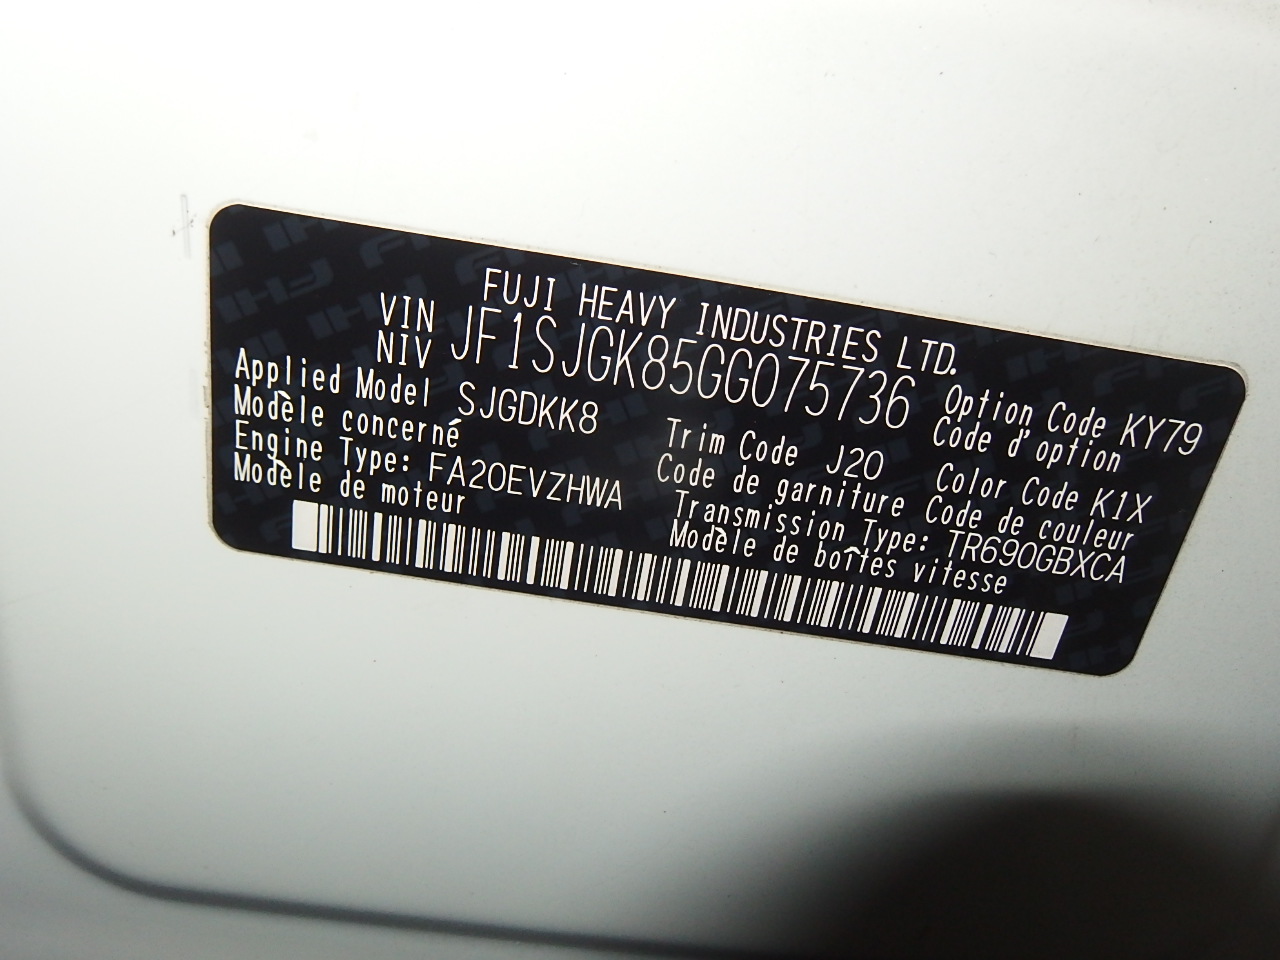 FUJI HEAVY INDUSTRIES LTD.
VIN
NIV JF1SJGK85GG075736
Applied Model SJGDKK8
Modèle concerné
Option Code KY79
Code d'option
Engine Type: FA20EVZHWA
Modèle de moteur
Trim Code J20
Code de garniture
Color Code K1X
Code de couleur
Transmission Type: TR690GBXCA
Modèle de boîtes vitesse